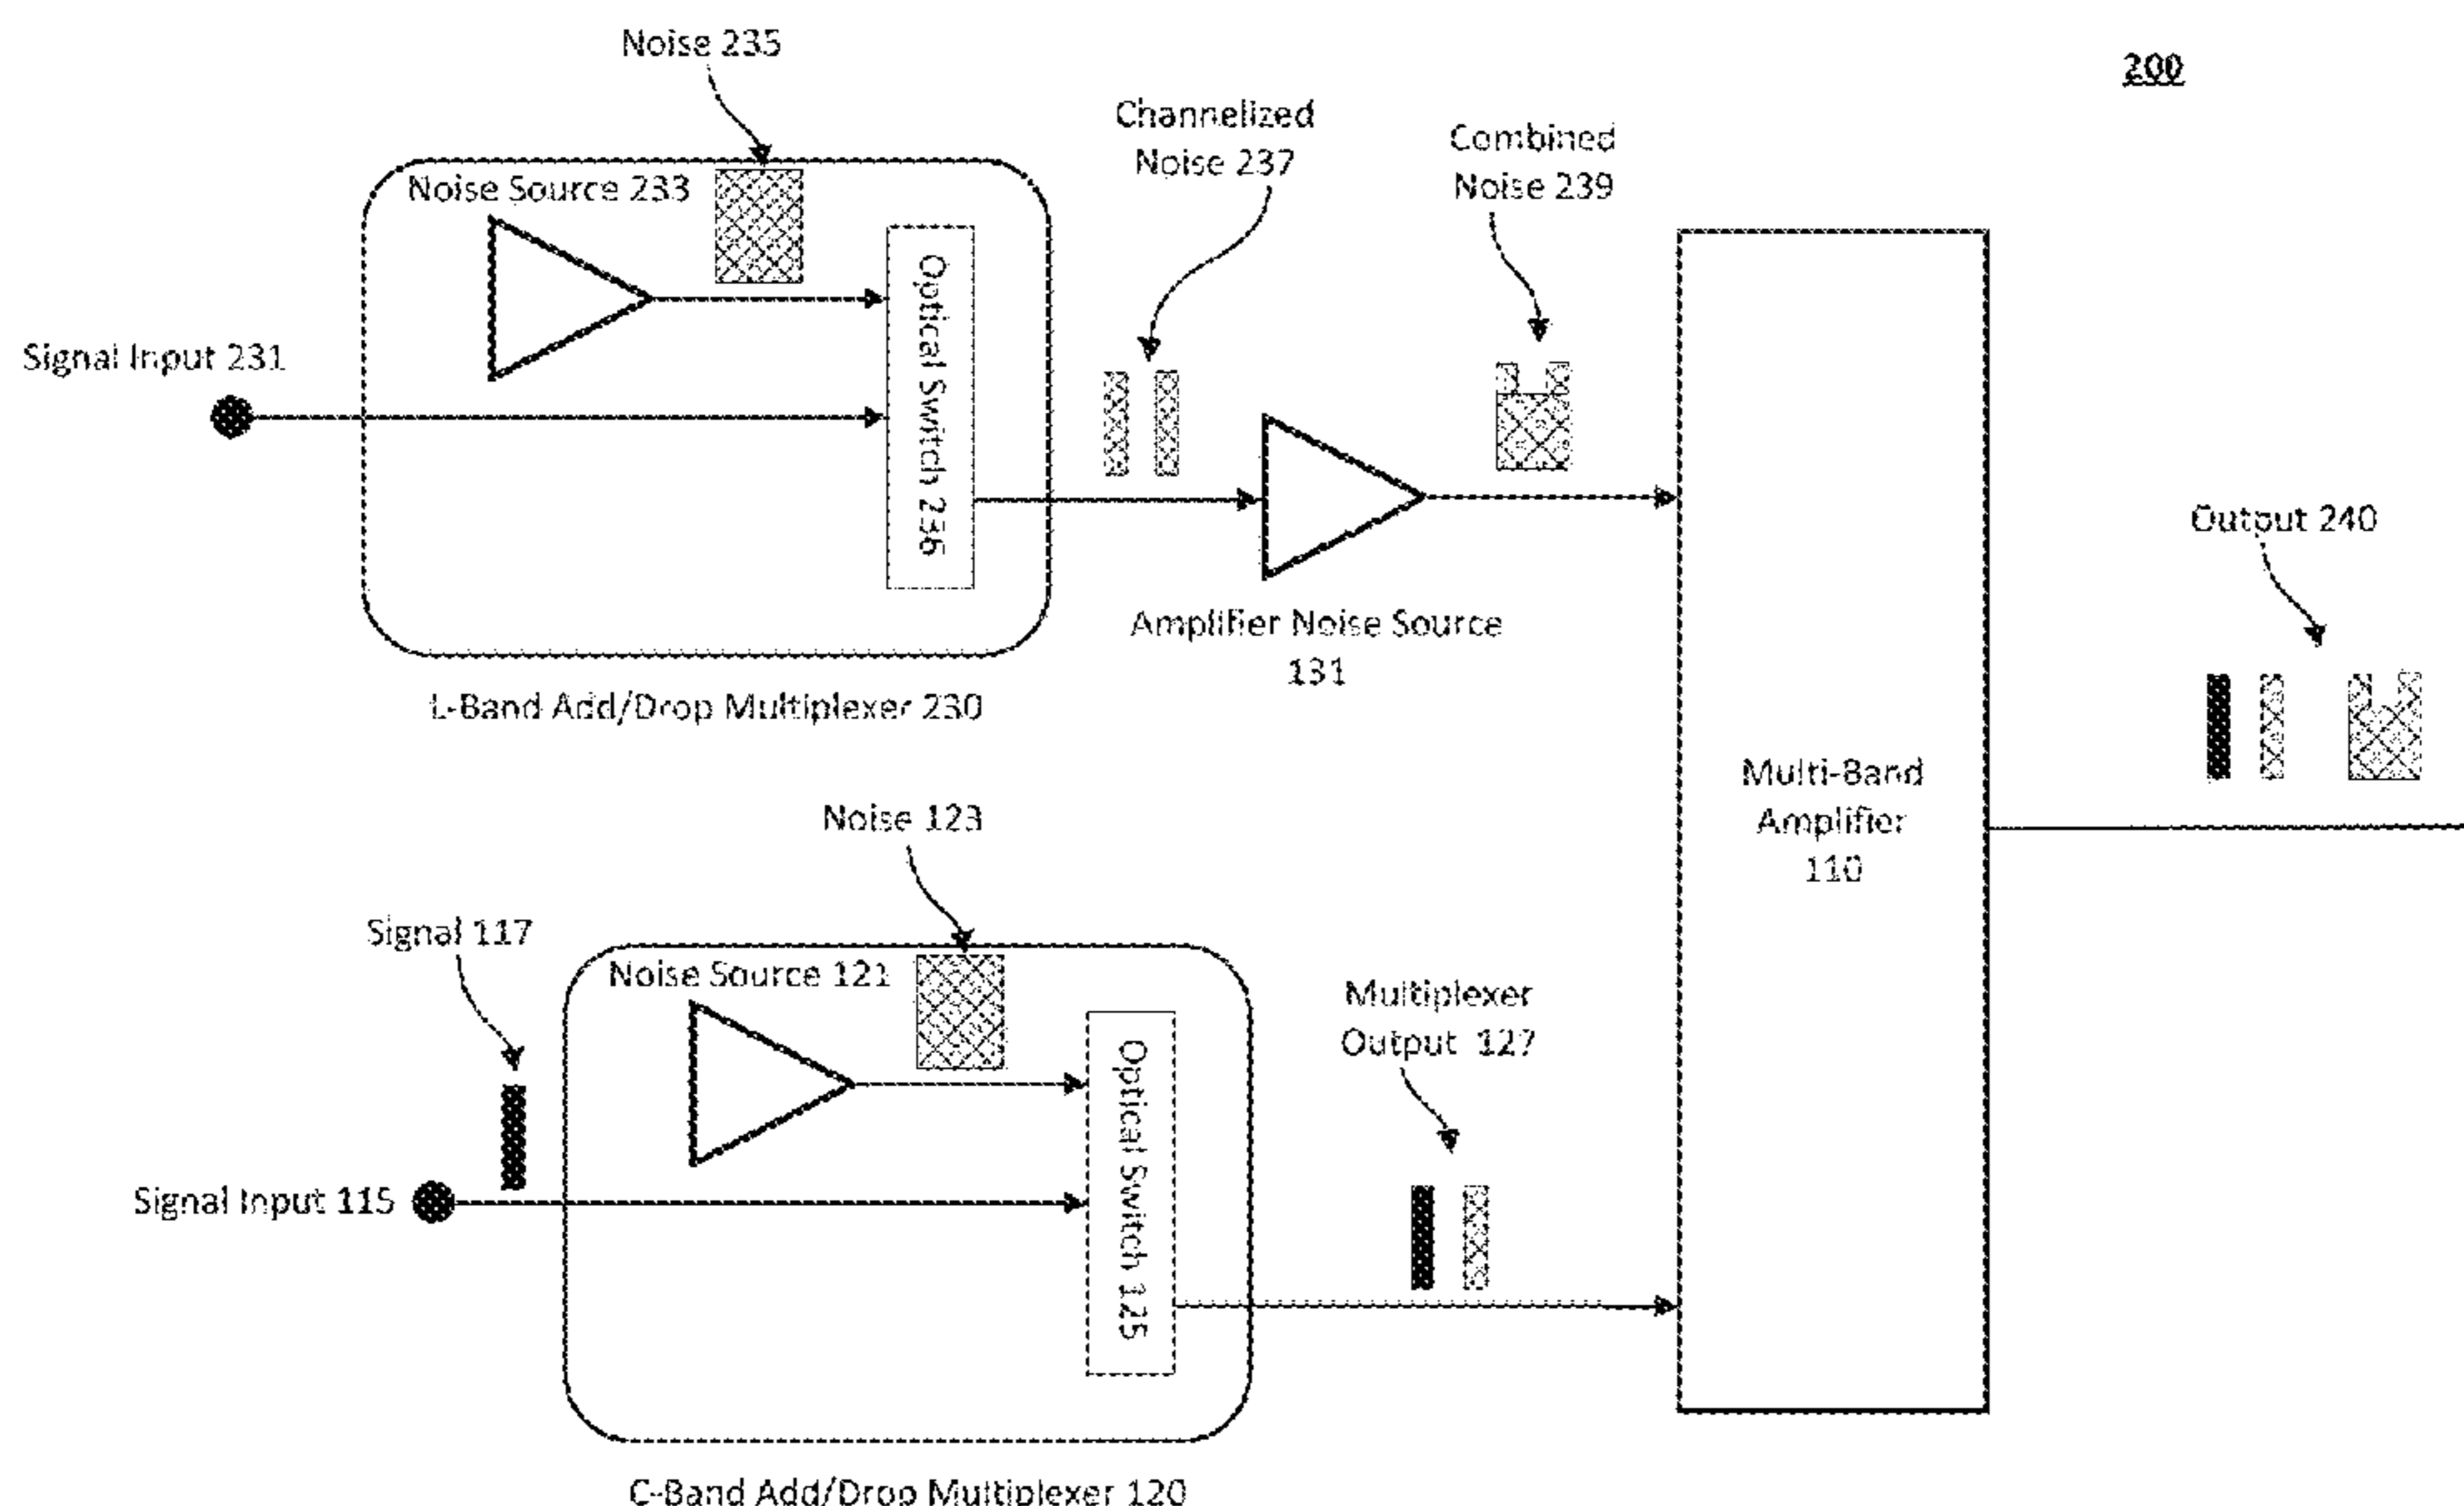 Noise 235
200
Channelized
Noise 237
Combined
Noise 239
Noise Source 233
Optical Switch 236
Signal Input 231
Output 240
Amplifier Noise Source
131
L-Band Add/Drop Multiplexer 230
Multi-Band
Amplifier
110
Noise 123
Signal 117
Noise Source 121
Optical Switch 125
Multiplexer
Output 127
Signal Input 115
C-Band Add/Drop Multiplexer 120